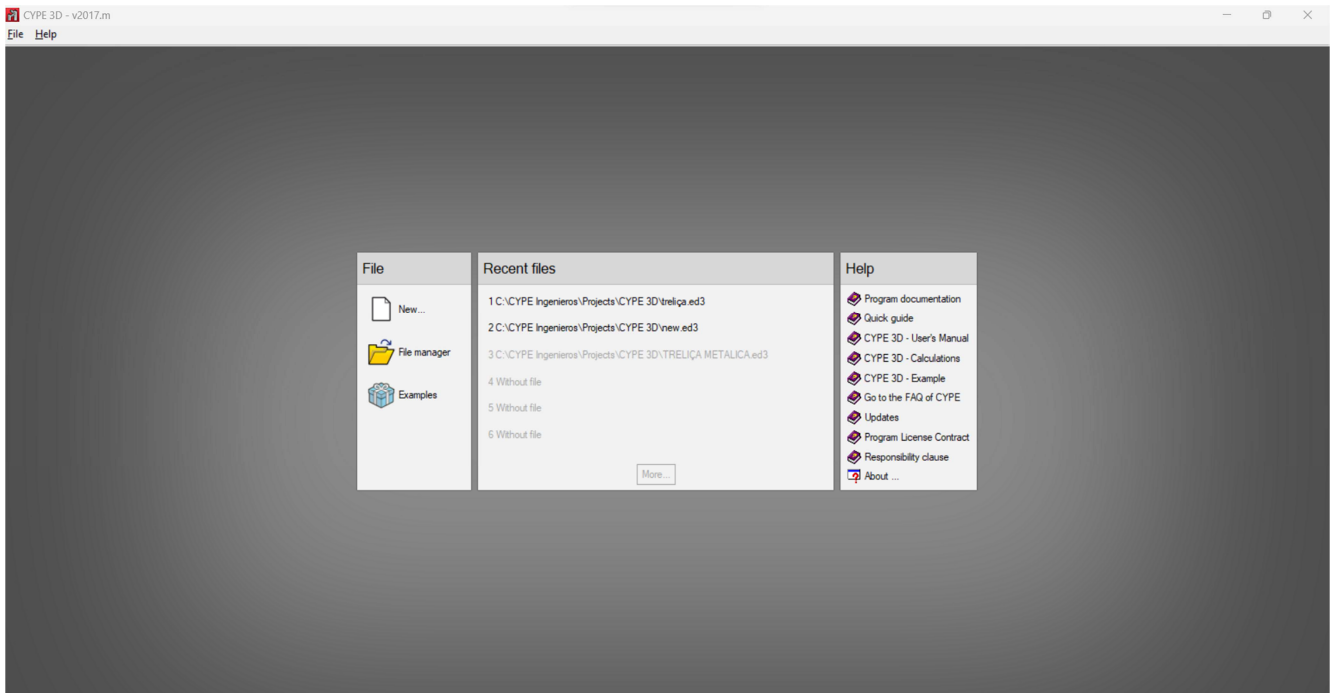 CYPE 3D - v2017.m
File Help
File
New...
File manager
Examples
Recent files
1 C:\CYPE Ingenieros\Projects\CYPE 3D\treliça.ed3
2 C:\CYPE Ingenieros\Projects\CYPE 3D\new.ed3
3 C:\CYPE Ingenieros\Projects\CYPE 3D\TRELIÇA METALICA.ed3
4 Without file
5 Without file
6 Without file
More...
Help
Program documentation
Quick guide
CYPE 3D - User's Manual
CYPE 3D - Calculations
CYPE 3D - Example
Go to the FAQ of CYPE
Updates
Program License Contract
Responsibility clause
About ...